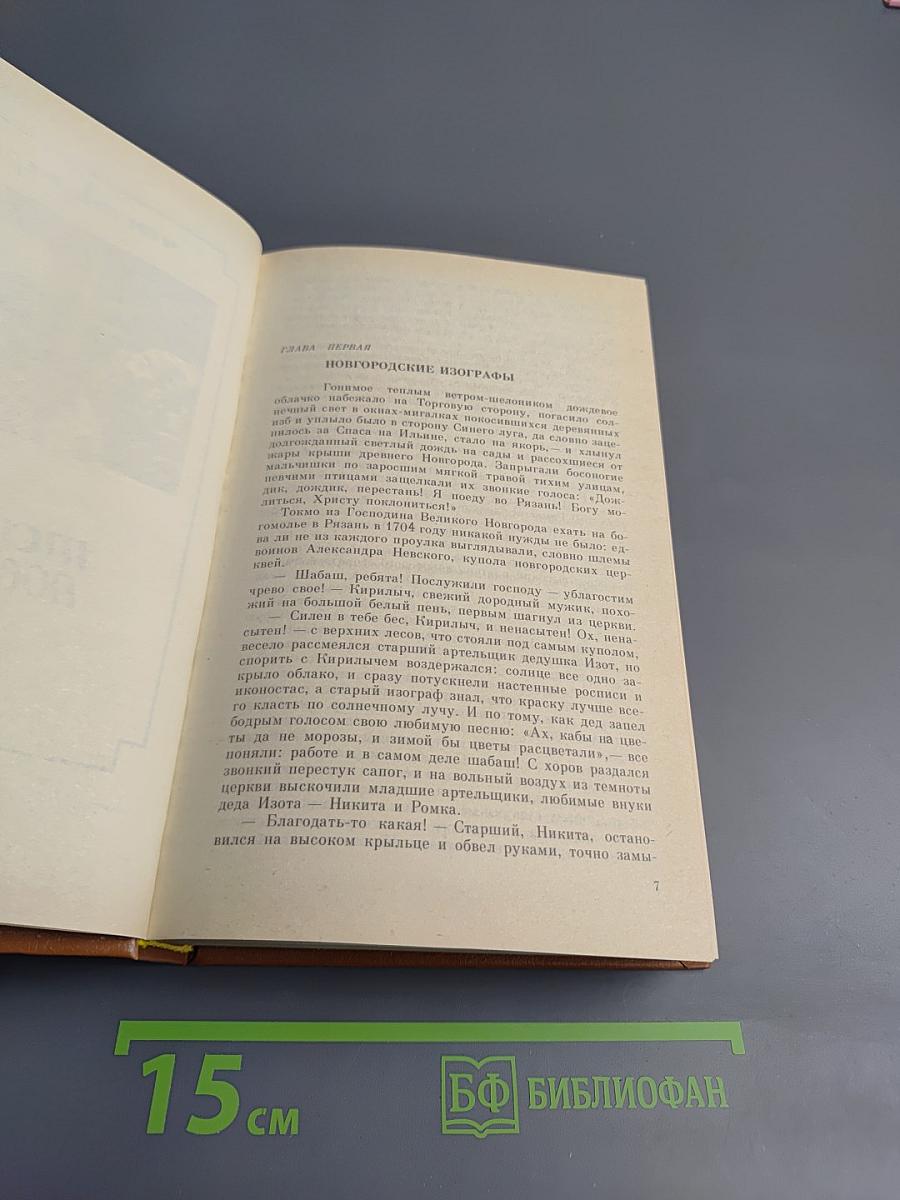 ГЛАВА ПЕРВАЯ
НОВГОРОДСКИЕ ИЗОГРАФЫ
Гонимое теплым ветром-шелоником дождевое
облачко набежало на Торговую сторону, погасило сол-
нечный свет в окнах-мигалках покосившихся деревянных
изб и уплыло было в сторону Синего луга, да словно заце-
пилось за Спаса на Ильине, стало на якорь,— и хлынул
долгожданный светлый дождь на сады и рассохшиеся от
жары крыши древнего Новгорода. Запрыгали босоногие
мальчишки по заросшим мягкой травой тихим улицам,
певчими птицами защелкали их звонкие голоса: «Дож-
дик, дождик, перестань! Я поеду во Рязань! Богу мо-
литься, Христу поклониться!»
Токмо из Господина Великого Новгорода ехать на бо-
гомолье в Рязань в 1704 году никакой нужды не было: ед-
ва ли не из каждого проулка выглядывали, словно шлемы
воинов Александра Невского, купола новгородских цер-
квей.
— Шабаш, ребята! Послужили господу — ублаготим
чрево свое! — Кирилыч, свежий дородный мужик, похо-
жий на большой белый пень, первым шагнул из церкви.
— Силен в тебе бес, Кирилыч, и ненасытен! Ох, нена-
сытен! — с верхних лесов, что стояли под самым куполом,
весело рассмеялся старший артельщик дедушка Изот, но
спорить с Кирилычем воздержался: солнце все одно за-
крыло облако, и сразу потускнели настенные росписи и
иконостас, а старый изограф знал, что краску лучше все-
го класть по солнечному лучу. И по тому, как дед запел
бодрым голосом свою любимую песню: «Ах, кабы на цве-
ты да не морозы, и зимой бы цветы расцветали»,— все
поняли: работе и в самом деле шабаш! С хоров раздался
звонкий перестук сапог, и на вольный воздух из темноты
церкви выскочили младшие артельщики, любимые внуки
деда Изота — Никита и Ромка.
— Благодать-то какая! — Старший, Никита, остано-
вился на высоком крыльце и обвел руками, точно замы-
7
15 см
БФ БИБЛИОФАН